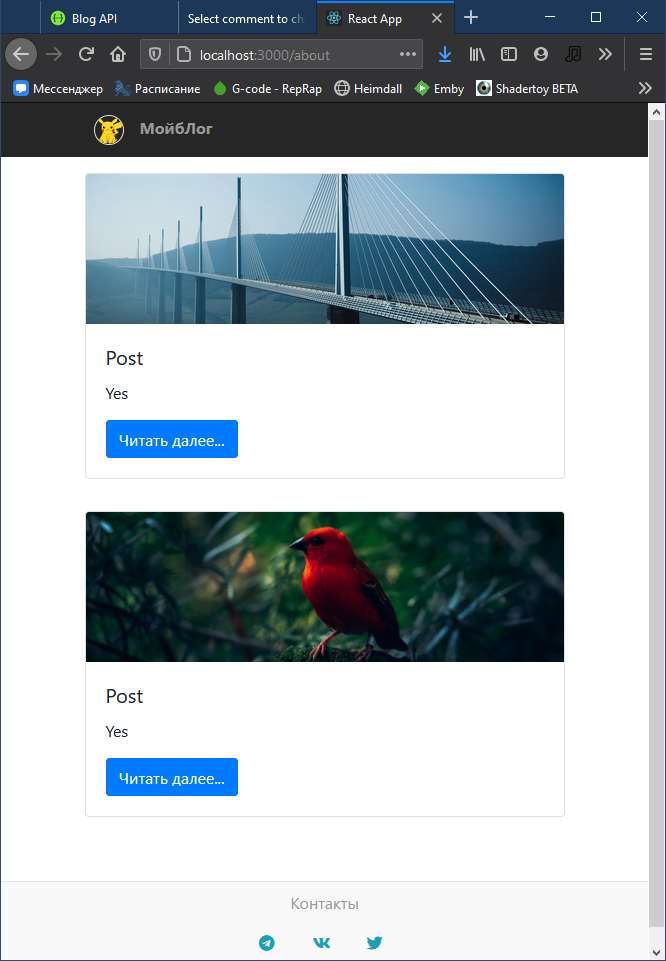 Blog API
Select comment to ch
React App
localhost:3000/about
Мессенджер
Расписание
G-code - RepRap
Heimdall
Emby
Shadertoy BETA
МойбЛог
Post
Yes
Читать далее...
Post
Yes
Читать далее...
Контакты